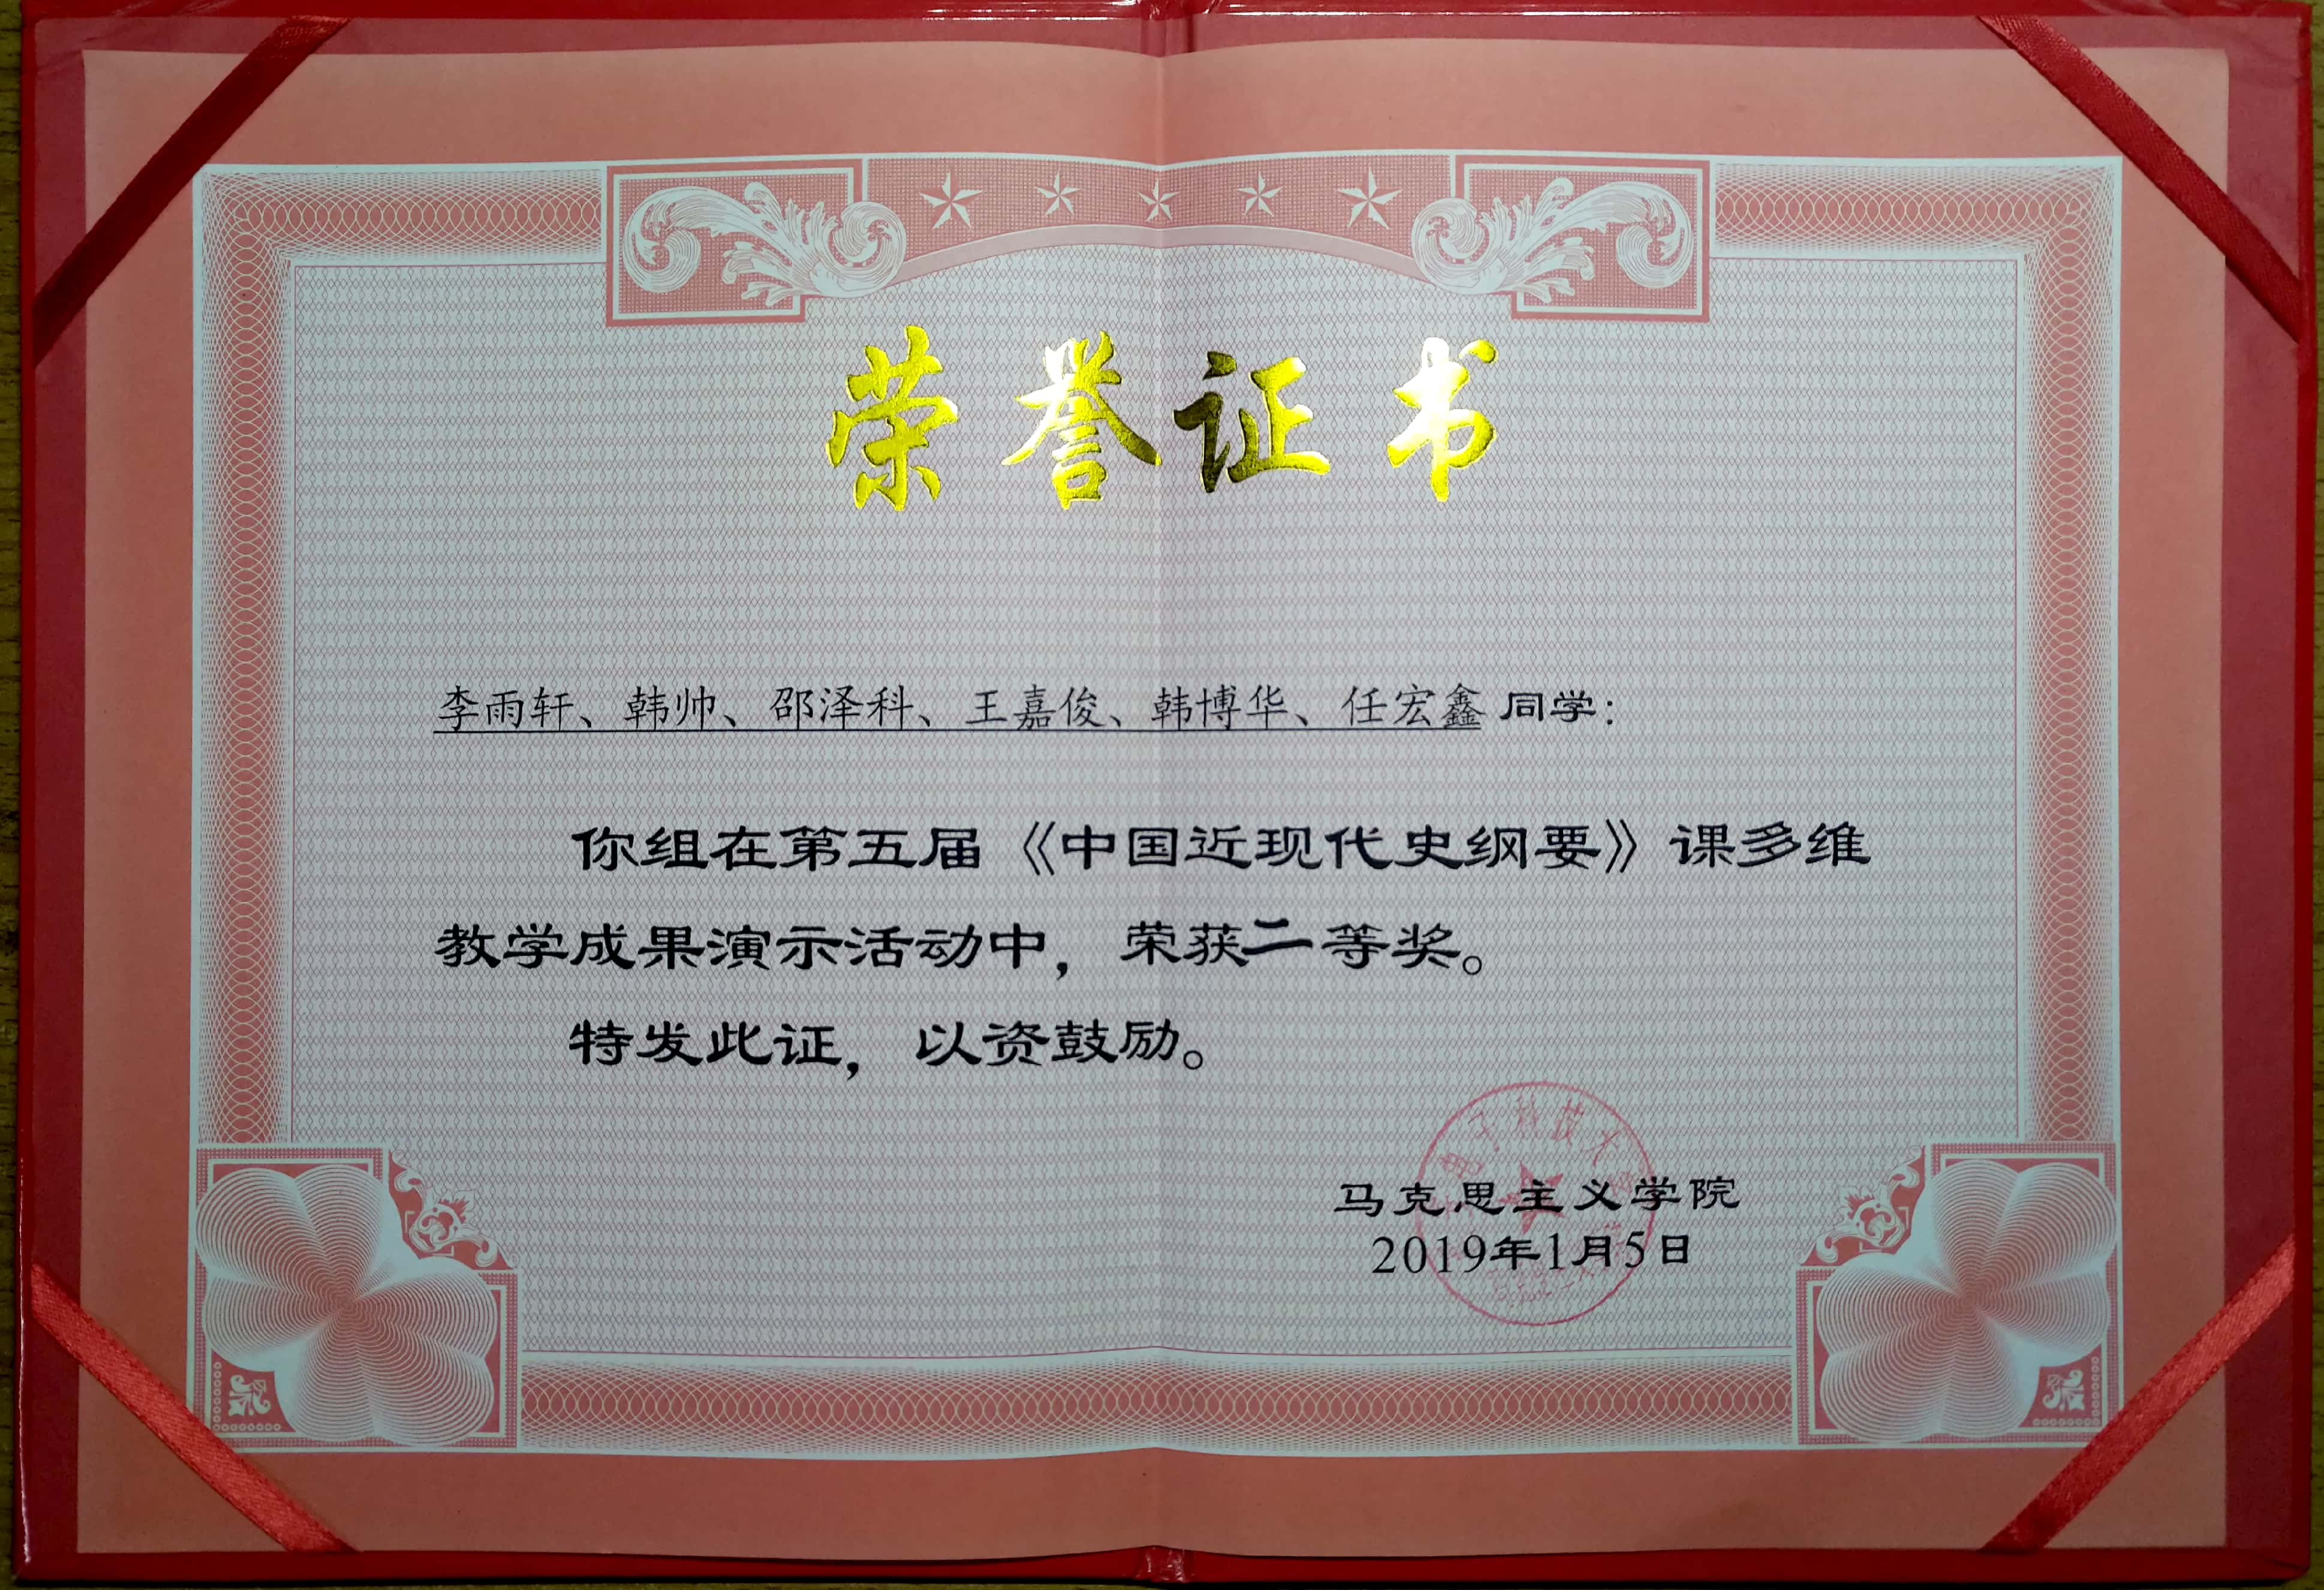 荣誉证书
李雨轩、韩帅、邵泽科、王嘉俊、韩博华、任宏鑫 同学：
你组在第五届《中国近现代史纲要》课多维
教学成果演示活动中，荣获二等奖。
特发此证，以资鼓励。
马克思主义学院
2019年1月5日